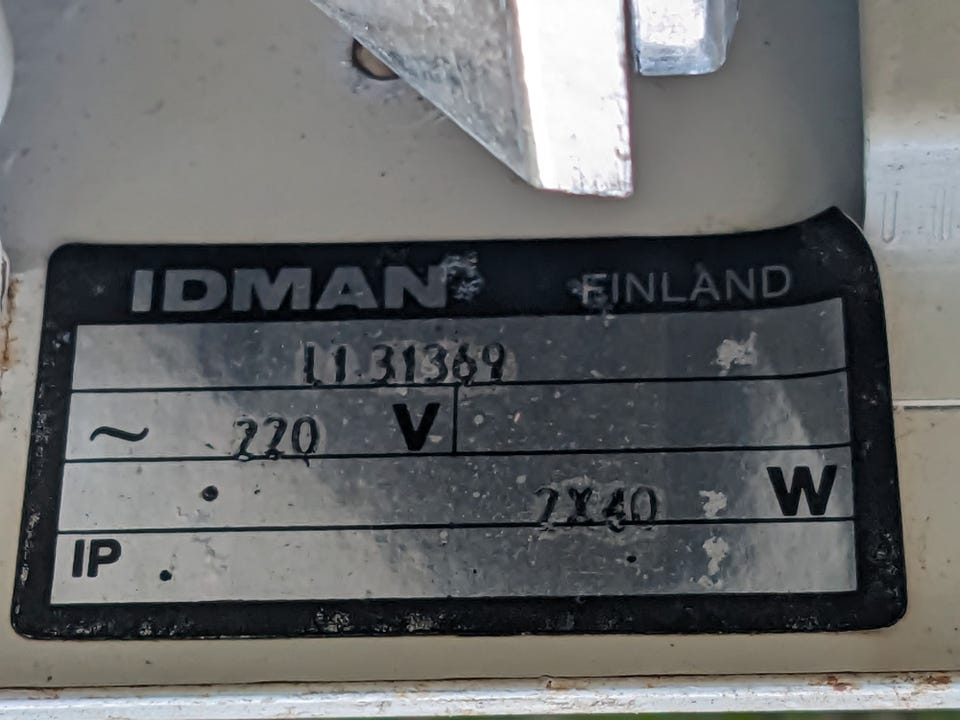 IDMAN FINLAND
11 31369
~ 220 V
2X40 W
IP